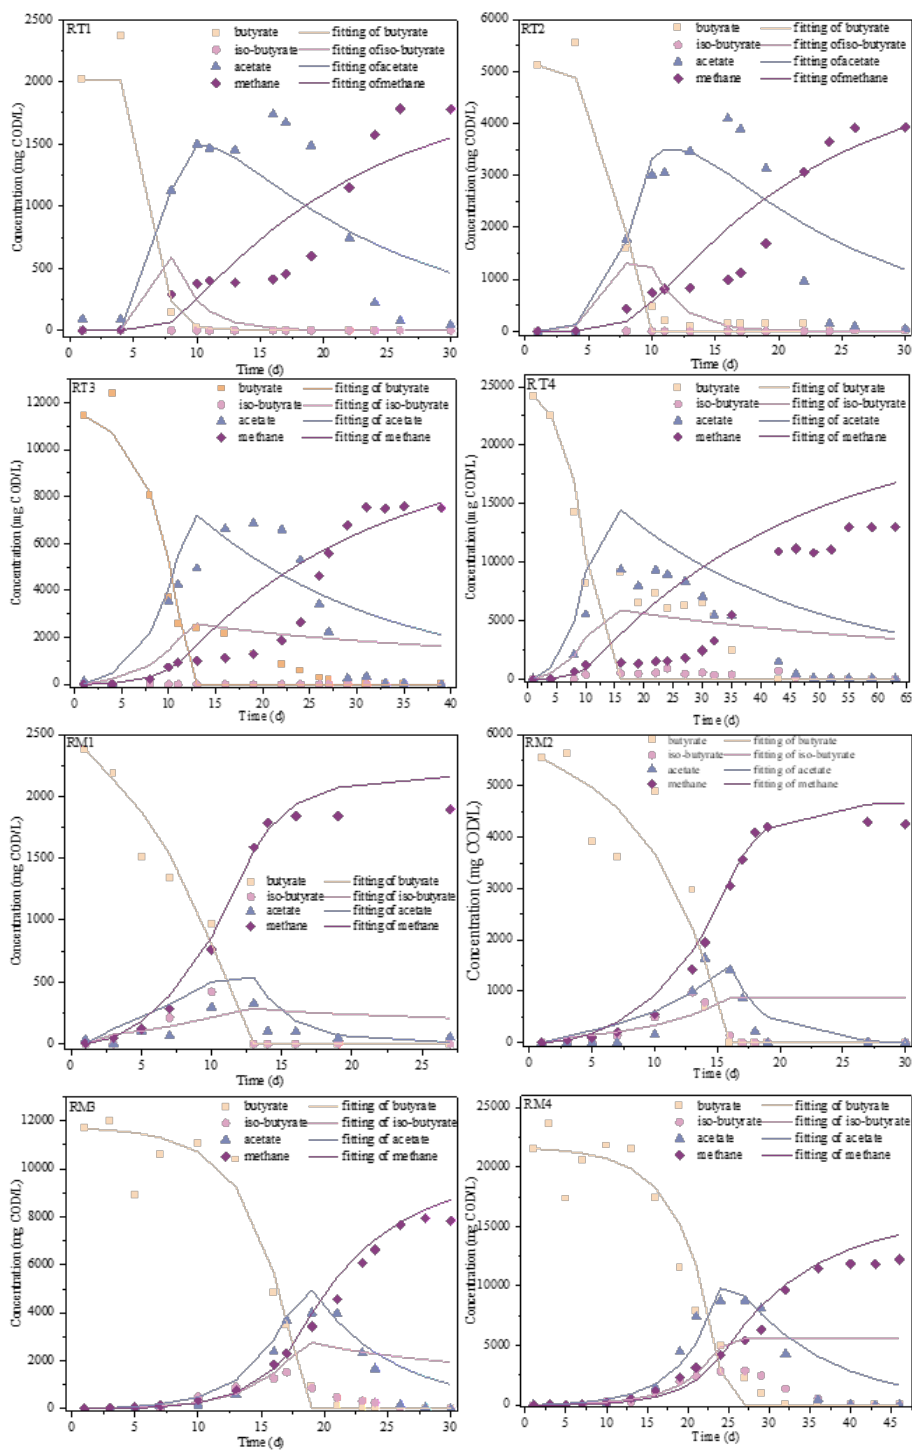 RT1
butyrate
iso-butyrate
acetate
methane
fitting of butyrate
fitting ofiso-butyrate
fitting ofacetate
fitting ofmethane
Concentration (mg COD/L)
2500
2000
1500
1000
500
0
0 5 10 15 20 25 30
Time (d)
RT2
butyrate
iso-butyrate
acetate
methane
fitting of butyrate
fitting ofiso-butyrate
fitting ofacetate
fitting ofmethane
Concentration (mg COD/L)
6000
5000
4000
3000
2000
1000
0
0 5 10 15 20 25 30
Time (d)
RT3
butyrate
iso-butyrate
acetate
methane
fitting of butyrate
fitting of iso-butyrate
fitting of acetate
fitting of methane
Concentration (mg COD/L)
12000
10000
8000
6000
4000
2000
0
0 5 10 15 20 25 30 35 40
Time (d)
RT4
butyrate
iso-butyrate
acetate
methane
fitting of butyrate
fitting of iso-butyrate
fitting of acetate
fitting of methane
Concentration (mg COD/L)
25000
20000
15000
10000
5000
0
0 5 10 15 20 25 30 35 40 45 50 55 60 65
Time (d)
RM1
butyrate
iso-butyrate
acetate
methane
fitting of butyrate
fitting of iso-butyrate
fitting of acetate
fitting of methane
Concentration (mg COD/L)
2500
2000
1500
1000
500
0
0 5 10 15 20 25
Time (d)
RM2
butyrate
iso-butyrate
acetate
methane
fitting of butyrate
fitting of iso-butyrate
fitting of acetate
fitting of methane
Concentration (mg COD/L)
6000
5000
4000
3000
2000
1000
0
0 5 10 15 20 25 30
Time (d)
RM3
butyrate
iso-butyrate
acetate
methane
fitting of butyrate
fitting of iso-butyrate
fitting of acetate
fitting of methane
Concentration (mg COD/L)
12000
10000
8000
6000
4000
2000
0
0 5 10 15 20 25 30
Time (d)
RM4
butyrate
iso-butyrate
acetate
methane
fitting of butyrate
fitting of iso-butyrate
fitting of acetate
fitting of methane
Concentration (mg COD/L)
25000
20000
15000
10000
5000
0
0 5 10 15 20 25 30 35 40 45
Time (d)